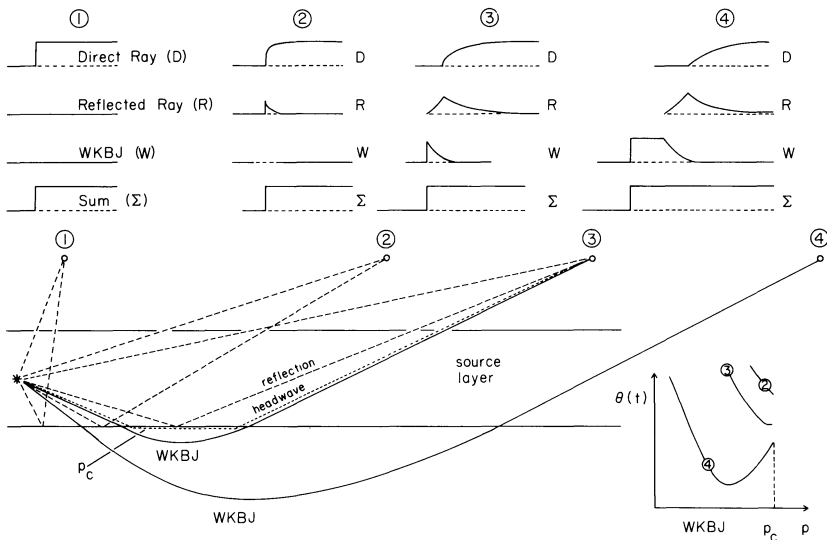 ① ② ③ ④
Direct Ray (D) D D D
Reflected Ray (R) R R R
WKBJ (W) W W W
Sum (Σ) Σ Σ Σ
① ② ③ ④
reflection
headwave
source
layer
WKBJ
p_c
WKBJ
θ(t)
③
②
④
WKBJ p_c p